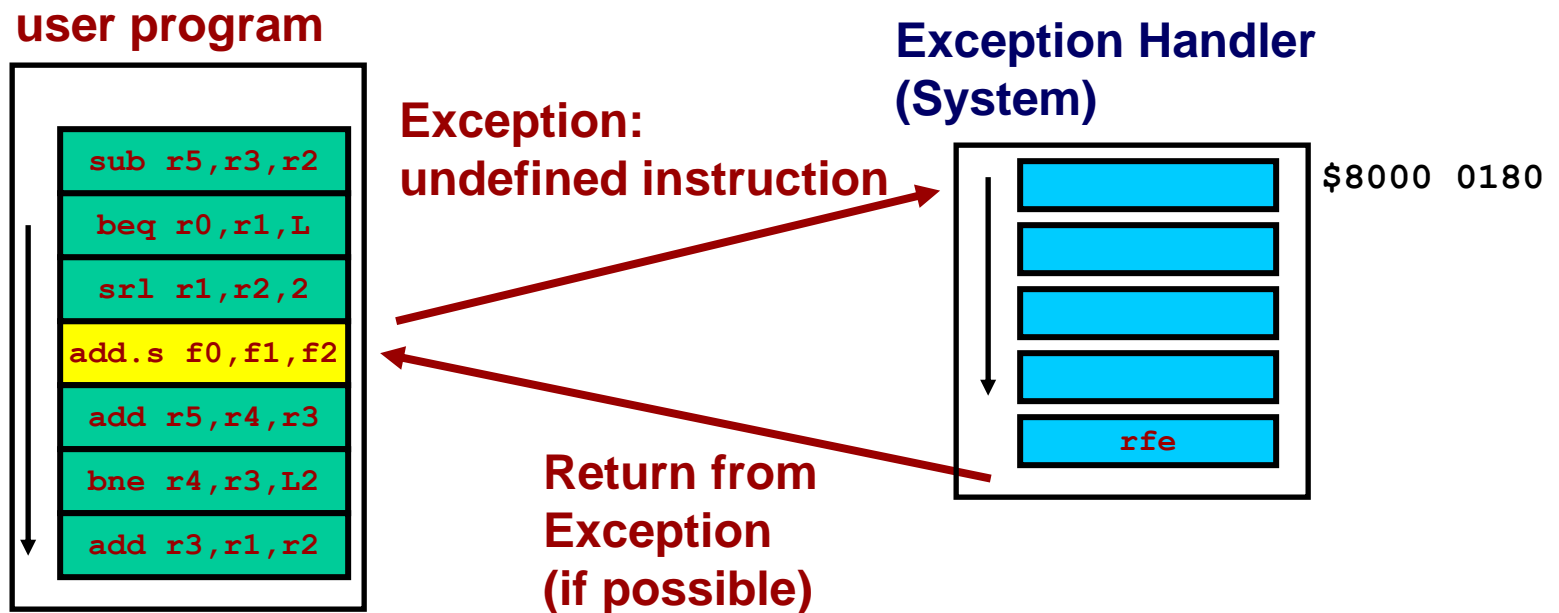 user program
sub r5,r3,r2
beq r0,r1,L
srl r1,r2,2
add.s f0,f1,f2
add r5,r4,r3
bne r4,r3,L2
add r3,r1,r2
Exception:
undefined instruction
Return from
Exception
(if possible)
Exception Handler
(System)
$8000 0180
rfe